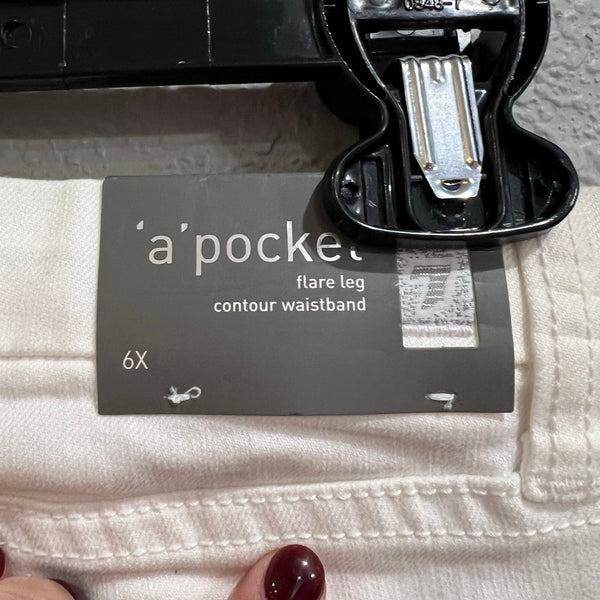 'a' pocket
flare leg
contour waistband
6X